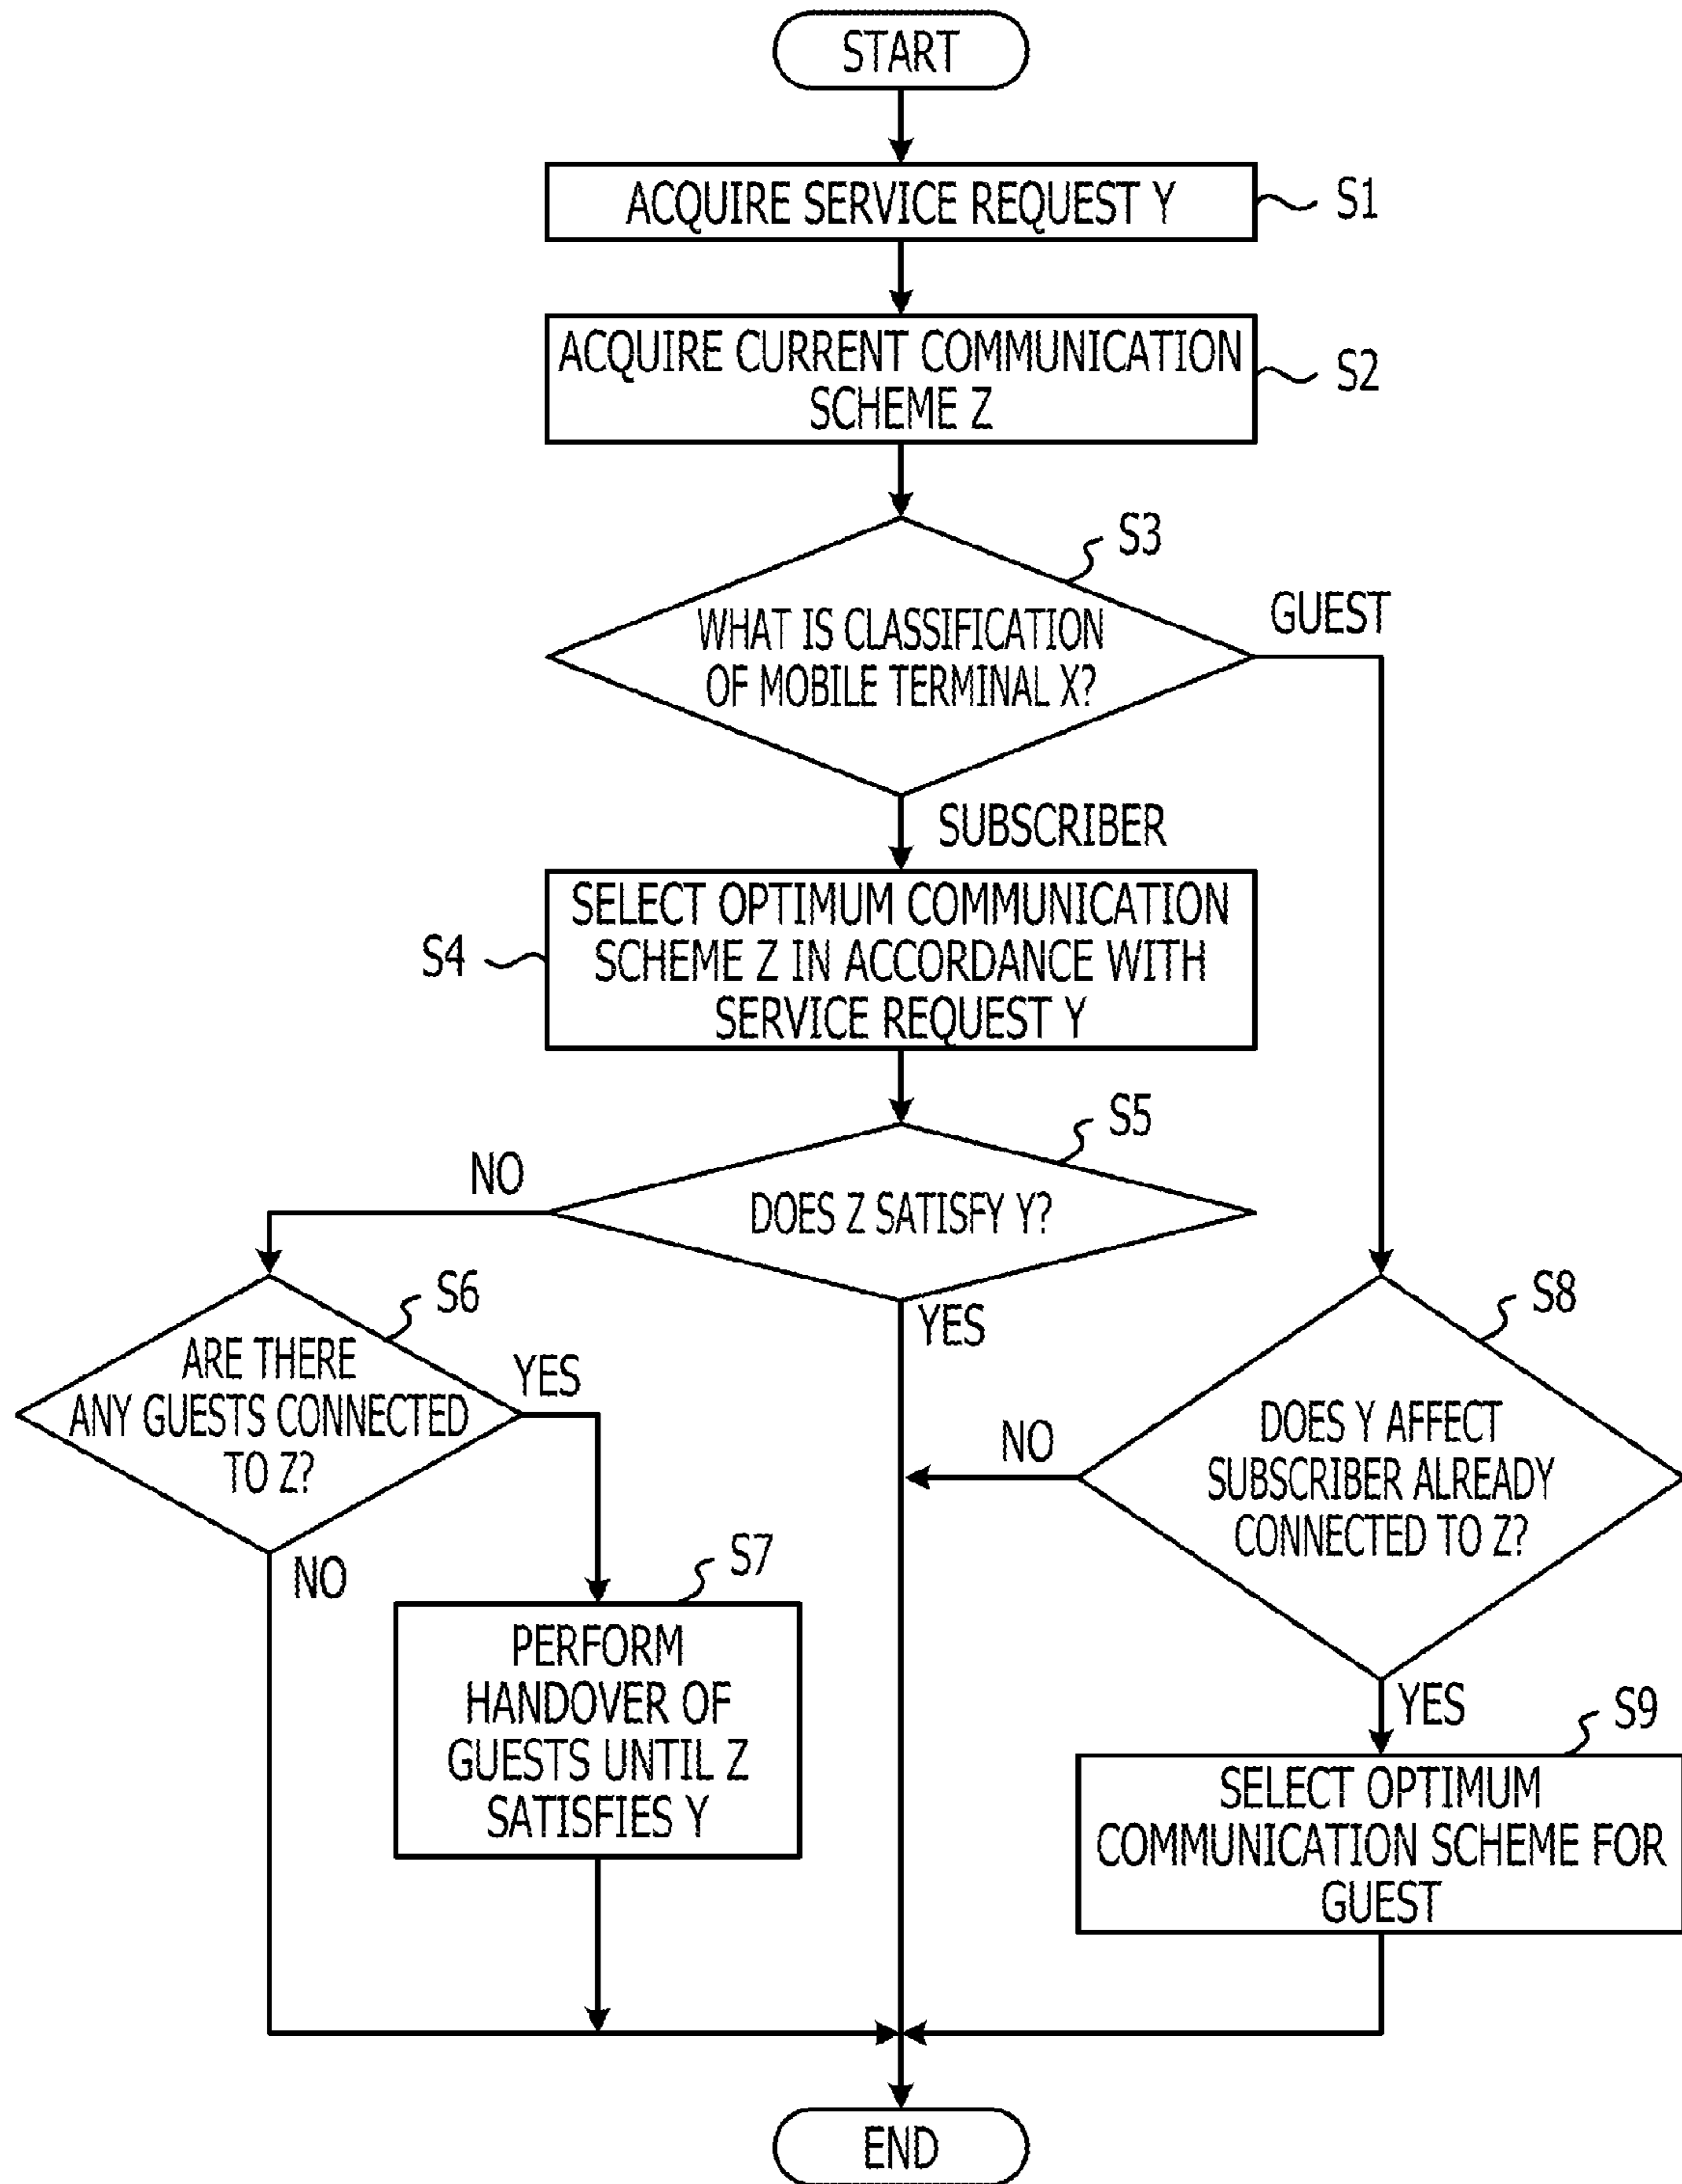 START
ACQUIRE SERVICE REQUEST Y
S1
ACQUIRE CURRENT COMMUNICATION
SCHEME Z
S2
S3
WHAT IS CLASSIFICATION
OF MOBILE TERMINAL X?
GUEST
SUBSCRIBER
S4
SELECT OPTIMUM COMMUNICATION
SCHEME Z IN ACCORDANCE WITH
SERVICE REQUEST Y
S5
NO
DOES Z SATISFY Y?
YES
S6
ARE THERE
ANY GUESTS CONNECTED
TO Z?
YES
NO
S7
PERFORM
HANDOVER OF
GUESTS UNTIL Z
SATISFIES Y
S8
DOES Y AFFECT
SUBSCRIBER ALREADY
CONNECTED TO Z?
NO
YES
S9
SELECT OPTIMUM
COMMUNICATION SCHEME FOR
GUEST
END